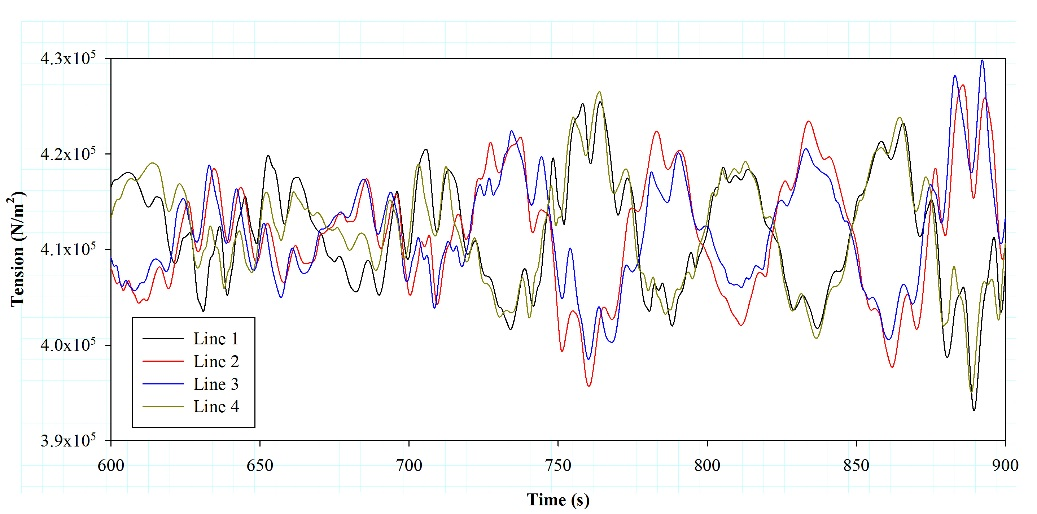 4.3x10⁵
4.2x10⁵
4.1x10⁵
4.0x10⁵
3.9x10⁵
Tension (N/m²)
Line 1
Line 2
Line 3
Line 4
600 650 700 750 800 850 900
Time (s)